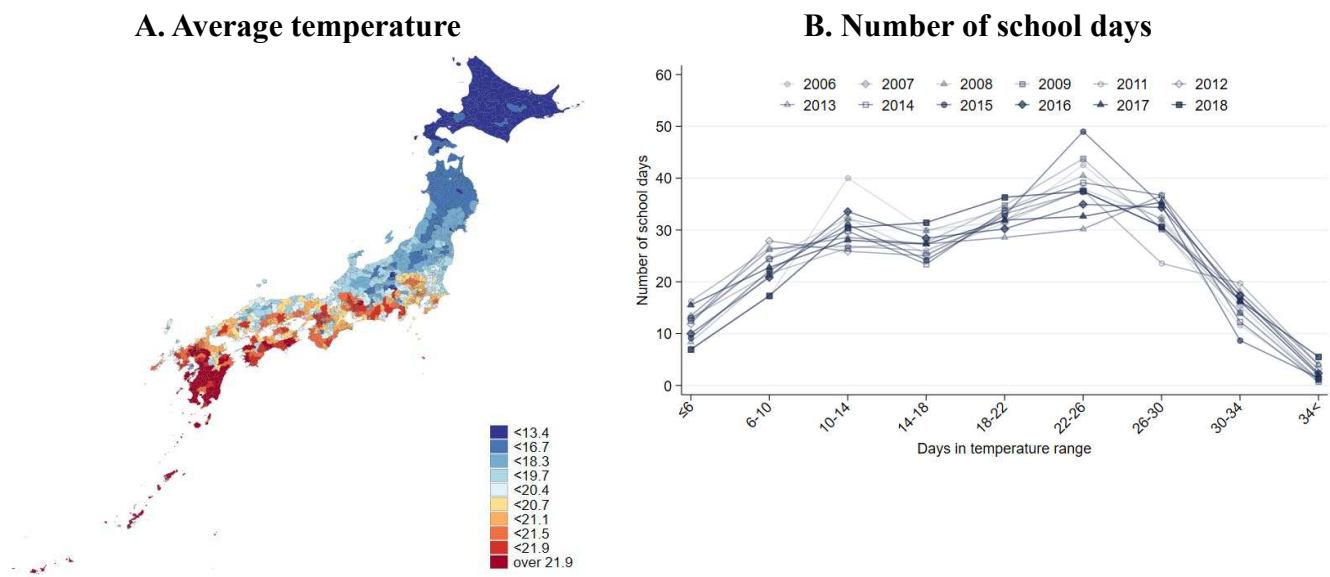 A. Average temperature
<13.4
<16.7
<18.3
<19.7
<20.4
<20.7
<21.1
<21.5
<21.9
over 21.9
B. Number of school days
2006 2007 2008 2009 2011 2012
2013 2014 2015 2016 2017 2018
Number of school days
60
50
40
30
20
10
0
≤6 6-10 10-14 14-18 18-22 22-26 26-30 30-34 34<
Days in temperature range